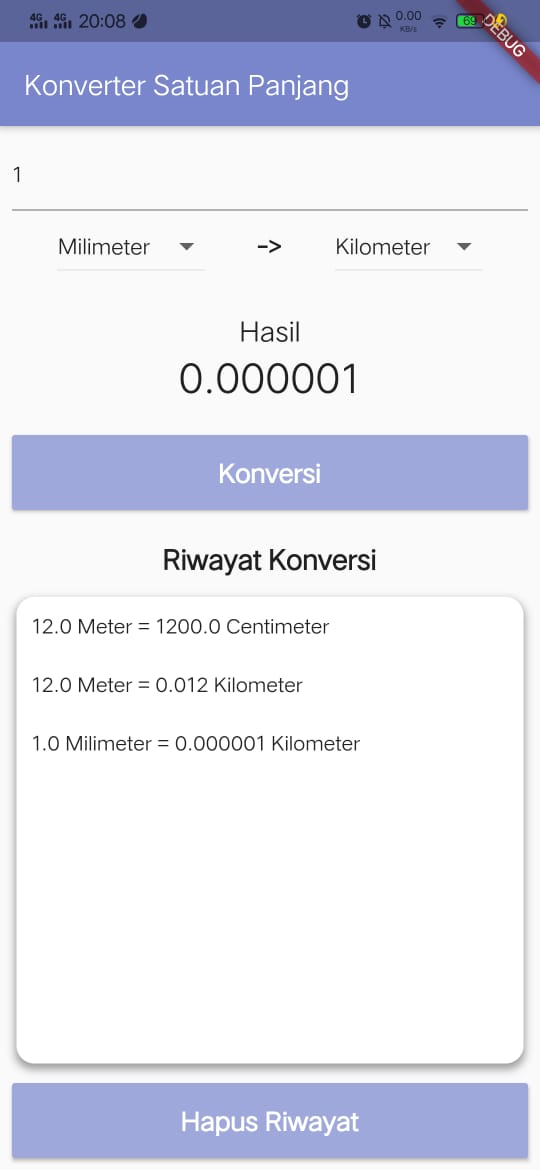 4G 4G 20:08 0.00 KB/s 69
DEBUG
Konverter Satuan Panjang
1
Milimeter -> Kilometer
Hasil
0.000001
Konversi
Riwayat Konversi
12.0 Meter = 1200.0 Centimeter
12.0 Meter = 0.012 Kilometer
1.0 Milimeter = 0.000001 Kilometer
Hapus Riwayat